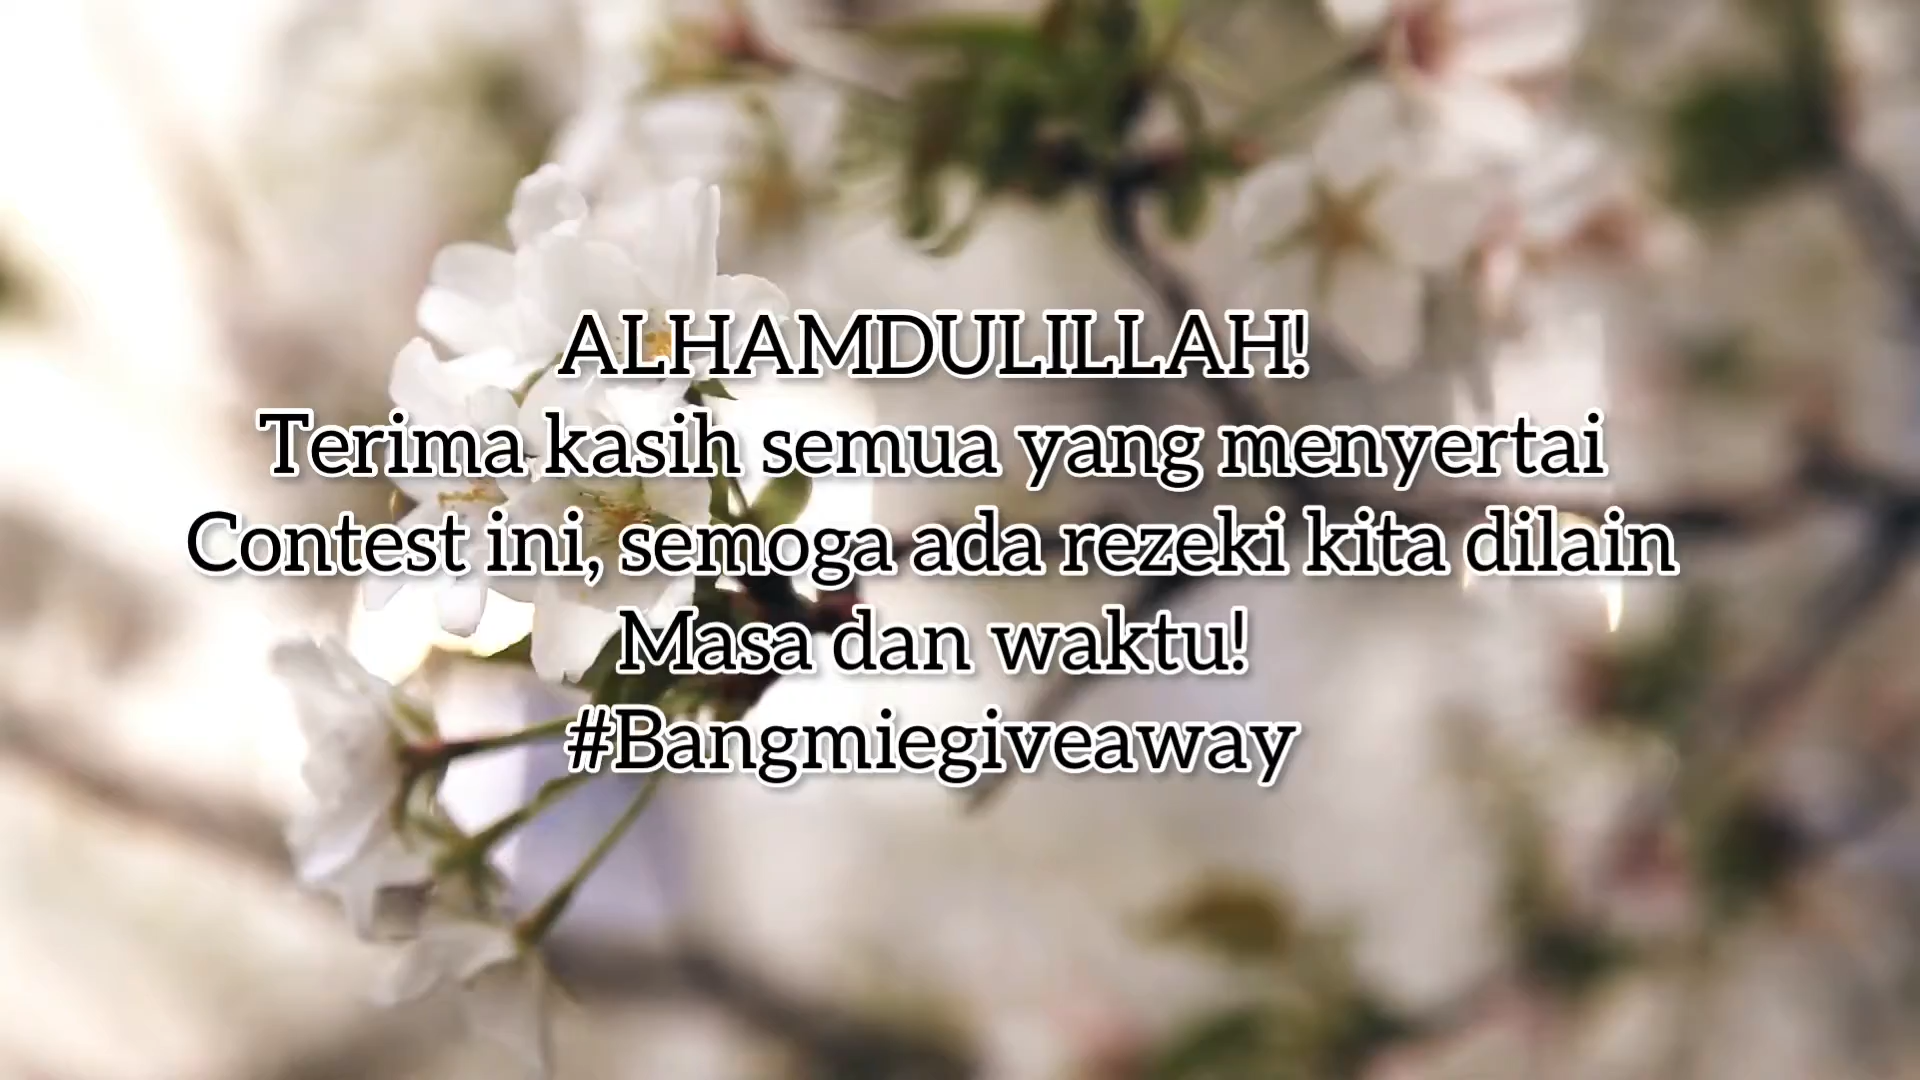 ALHAMDULILLAH!
Terima kasih semua yang menyertai
Contest ini, semoga ada rezeki kita dilain
Masa dan waktu!
#Bangmiegiveaway